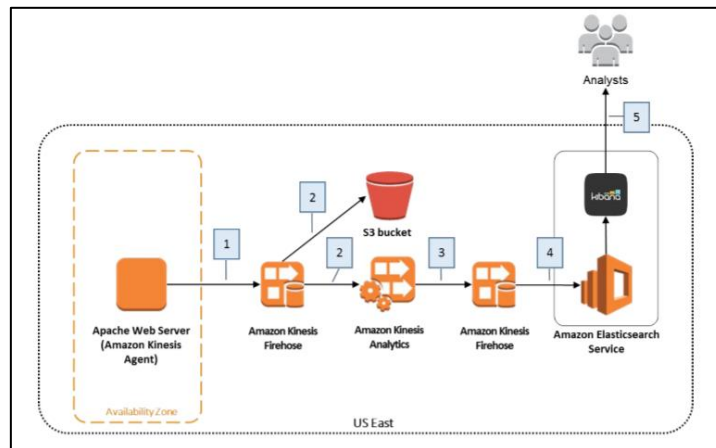 Analysts
5
2
kibana
S3 bucket
1
2
3
4
Apache Web Server
(Amazon Kinesis
Agent)
Amazon Kinesis
Firehose
Amazon Kinesis
Analytics
Amazon Kinesis
Firehose
Amazon Elasticsearch
Service
Availability Zone
US East